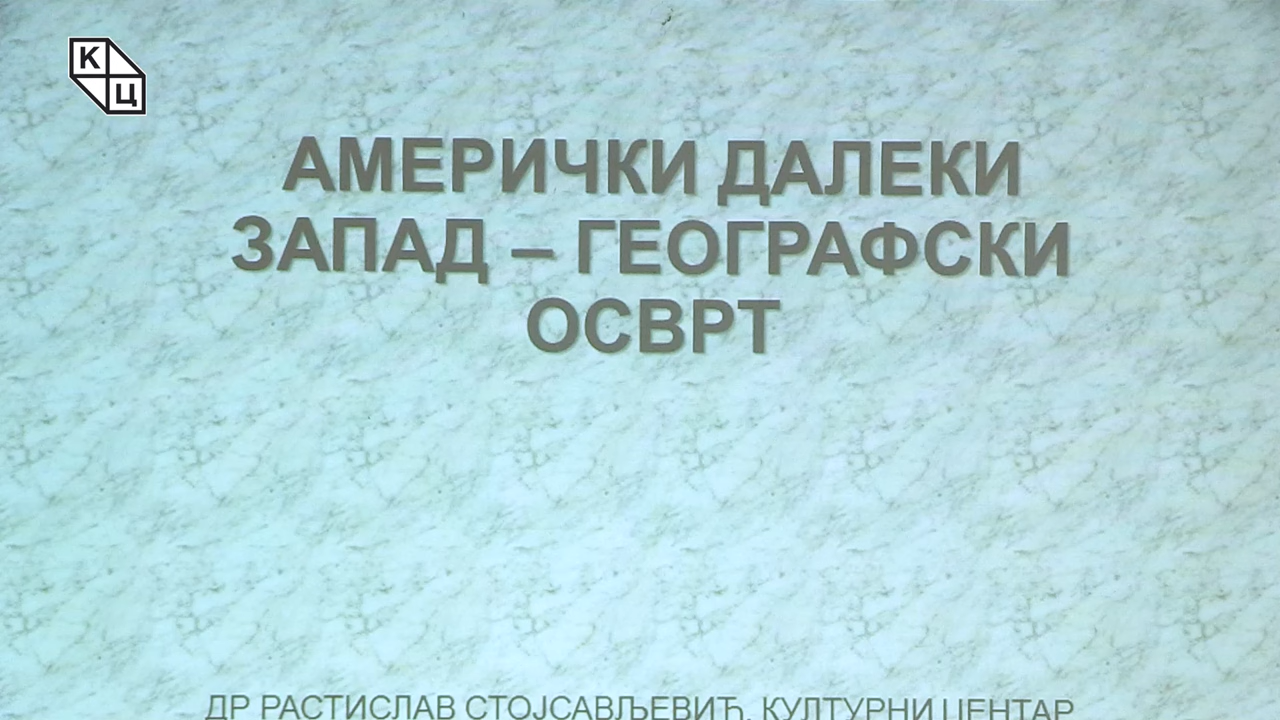 К
Ц
АМЕРИЧКИ ДАЛЕКИ
ЗАПАД – ГЕОГРАФСКИ
ОСВРТ
ДР РАСТИСЛАВ СТОЈСАВЉЕВИЋ, КУЛТУРНИ ЦЕНТАР